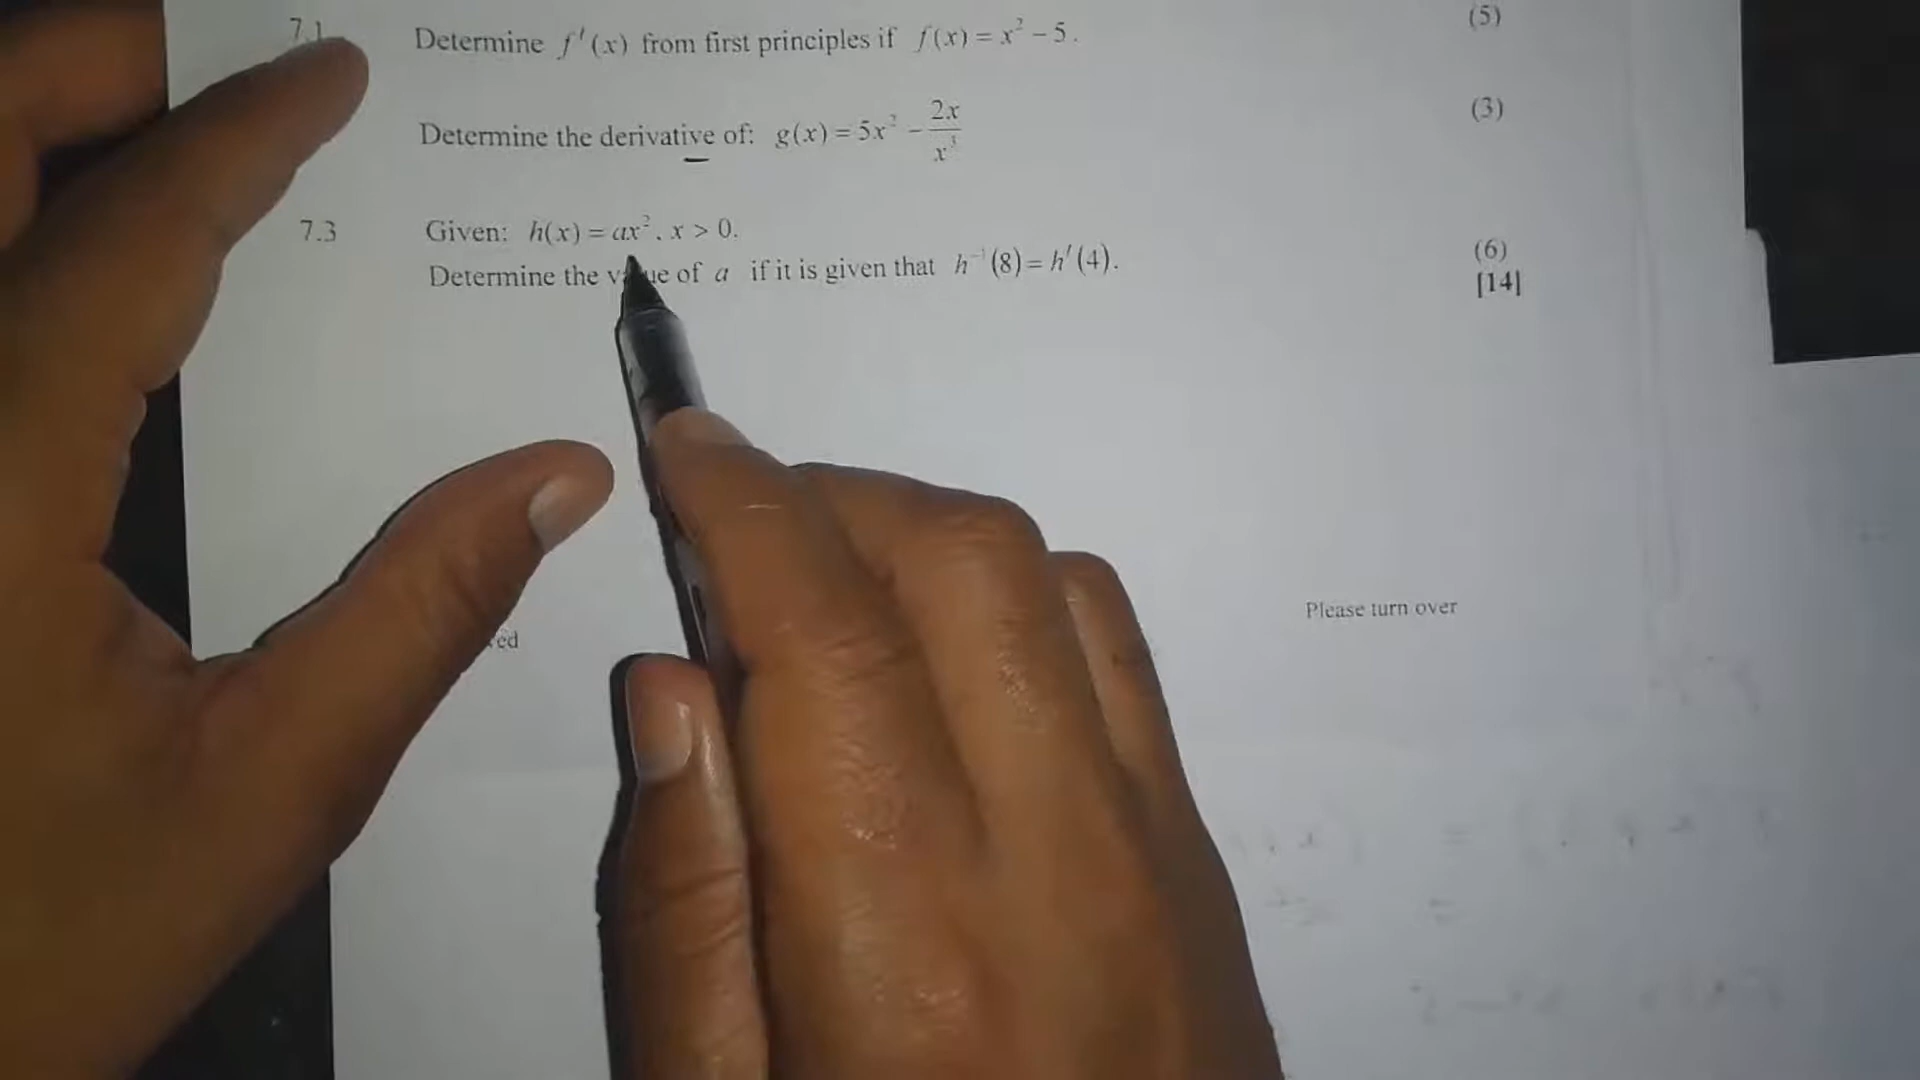 7.1 Determine f′(x) from first principles if f(x) = x² − 5. (5)
Determine the derivative of: g(x) = 5x² − 2x/x³ (3)
7.3 Given: h(x) = ax², x > 0.
Determine the value of a if it is given that h⁻¹(8) = h′(4). (6)
[14]
Please turn over